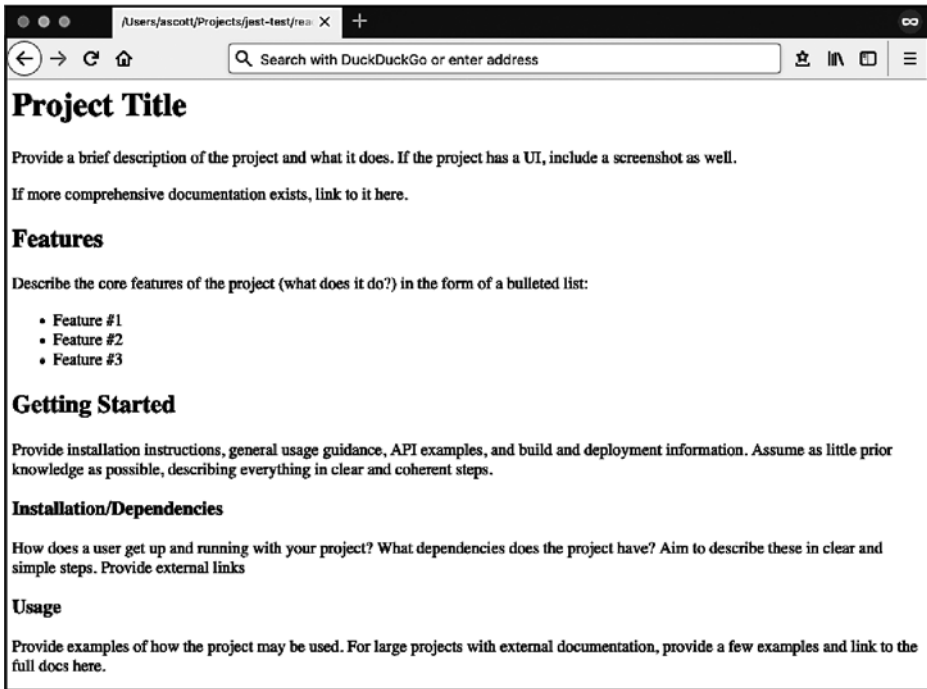 /Users/ascott/Projects/jest-test/rea
Search with DuckDuckGo or enter address
Project Title
Provide a brief description of the project and what it does. If the project has a UI, include a screenshot as well.
If more comprehensive documentation exists, link to it here.
Features
Describe the core features of the project (what does it do?) in the form of a bulleted list:
• Feature #1
• Feature #2
• Feature #3
Getting Started
Provide installation instructions, general usage guidance, API examples, and build and deployment information. Assume as little prior
knowledge as possible, describing everything in clear and coherent steps.
Installation/Dependencies
How does a user get up and running with your project? What dependencies does the project have? Aim to describe these in clear and
simple steps. Provide external links
Usage
Provide examples of how the project may be used. For large projects with external documentation, provide a few examples and link to the
full docs here.